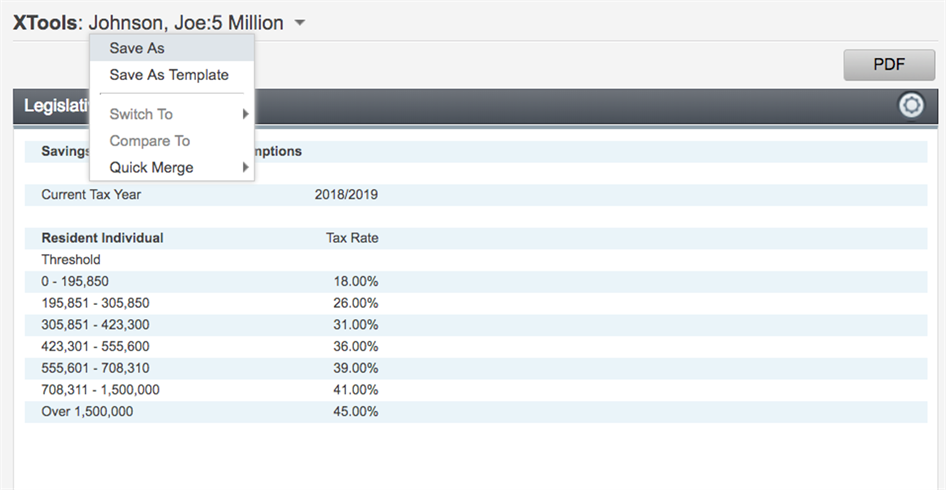 XTools: Johnson, Joe:5 Million
Save As
Save As Template
Switch To
Compare To
Quick Merge
PDF
Legislati
Savings mptions
Current Tax Year 2018/2019
Resident Individual Tax Rate
Threshold
0 - 195,850 18.00%
195,851 - 305,850 26.00%
305,851 - 423,300 31.00%
423,301 - 555,600 36.00%
555,601 - 708,310 39.00%
708,311 - 1,500,000 41.00%
Over 1,500,000 45.00%